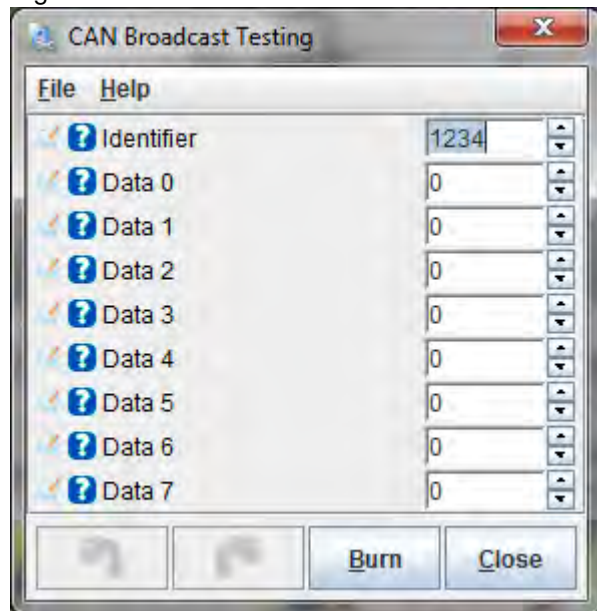 CAN Broadcast Testing
File Help
Identifier 1234
Data 0 0
Data 1 0
Data 2 0
Data 3 0
Data 4 0
Data 5 0
Data 6 0
Data 7 0
Burn Close